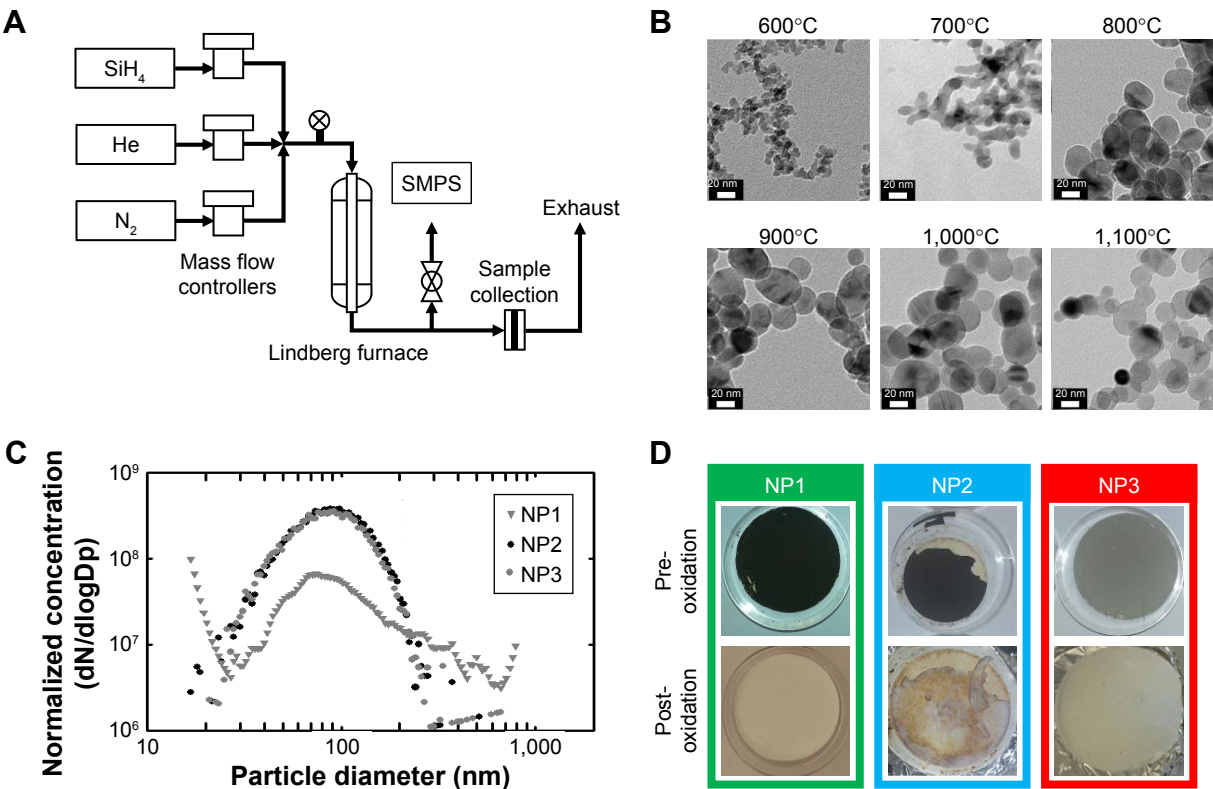 A
SiH4
He
N2
Mass flow
controllers
Lindberg furnace
SMPS
Sample
collection
Exhaust
B
600°C
700°C
800°C
20 nm
20 nm
20 nm
900°C
1,000°C
1,100°C
20 nm
20 nm
20 nm
C
Normalized concentration
(dN/dlogDp)
10⁹
10⁸
10⁷
10⁶
10
100
1,000
Particle diameter (nm)
NP1
NP2
NP3
D
NP1
NP2
NP3
Pre-
oxidation
Post-
oxidation